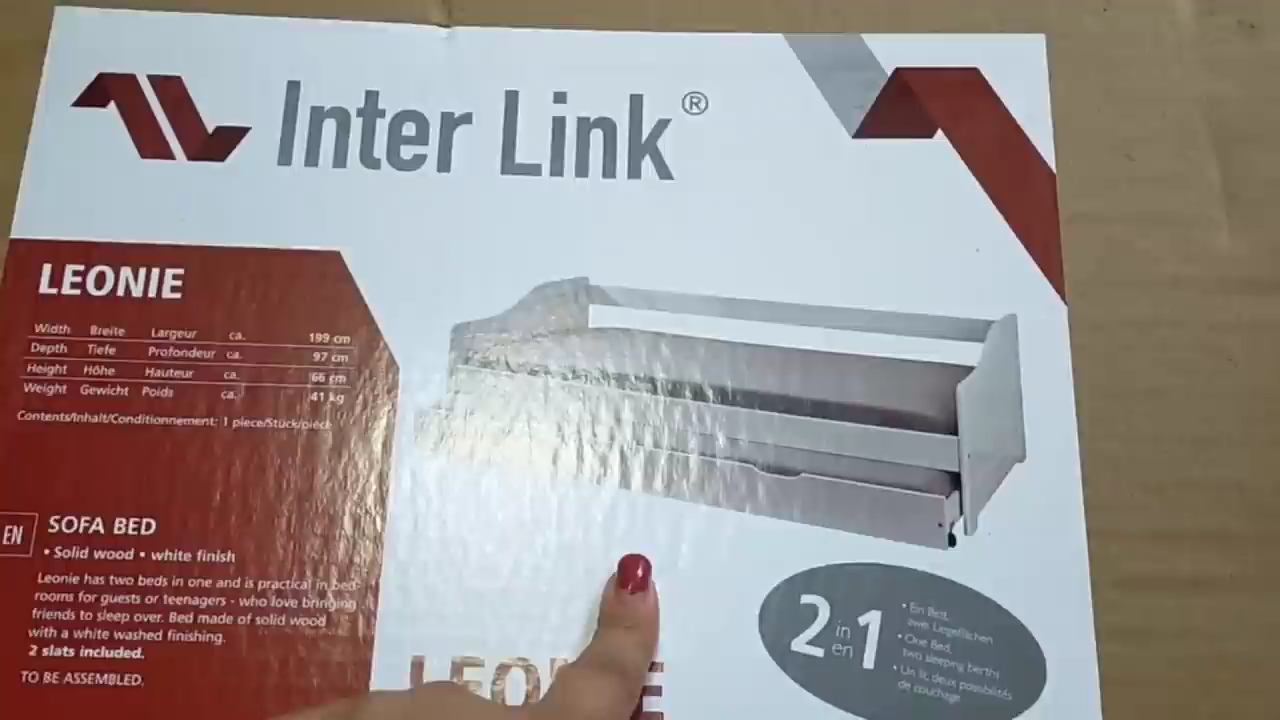 Inter Link®
LEONIE
Width Breite Largeur ca. 199 cm
Depth Tiefe Profondeur ca. 97 cm
Height Höhe Hauteur ca. 66 cm
Weight Gewicht Poids ca. 41 kg
Contents/Inhalt/Conditionnement: 1 piece/Stück/pièce
EN
SOFA BED
• Solid wood • white finish
Leonie has two beds in one and is practical in bed-
rooms for guests or teenagers - who love bringing
friends to sleep over. Bed made of solid wood
with a white washed finishing.
2 slats included.
TO BE ASSEMBLED.
2 in en 1
• Ein Bett,
zwei Liegeflächen
• One Bed,
two sleeping berths
• Un lit, deux possibilités
de couchage